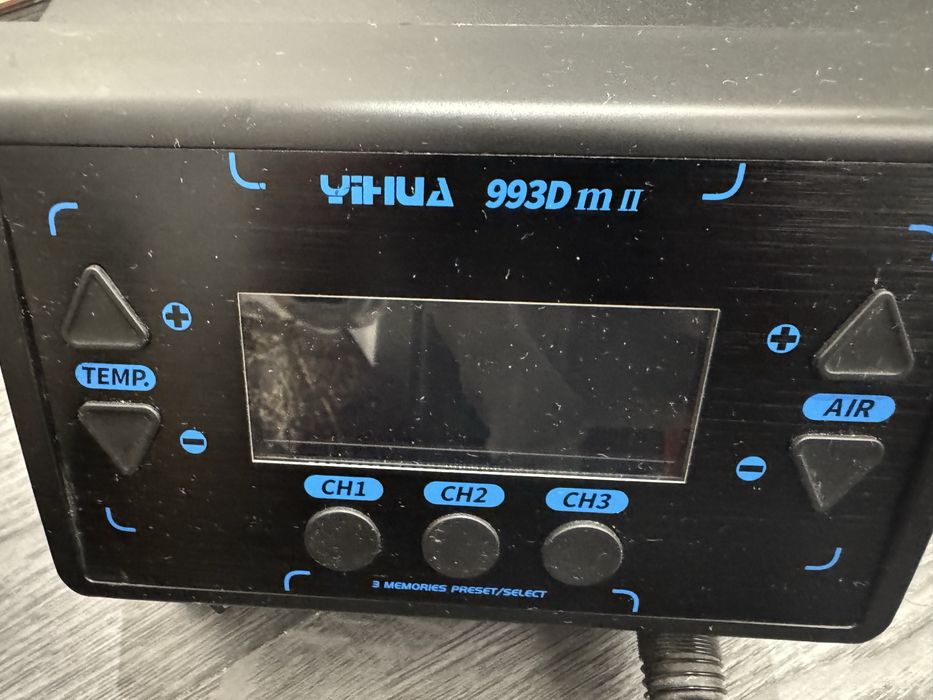 YIHUA 993D m II
+
TEMP.
-
+
AIR
-
CH1 CH2 CH3
3 MEMORIES PRESET/SELECT